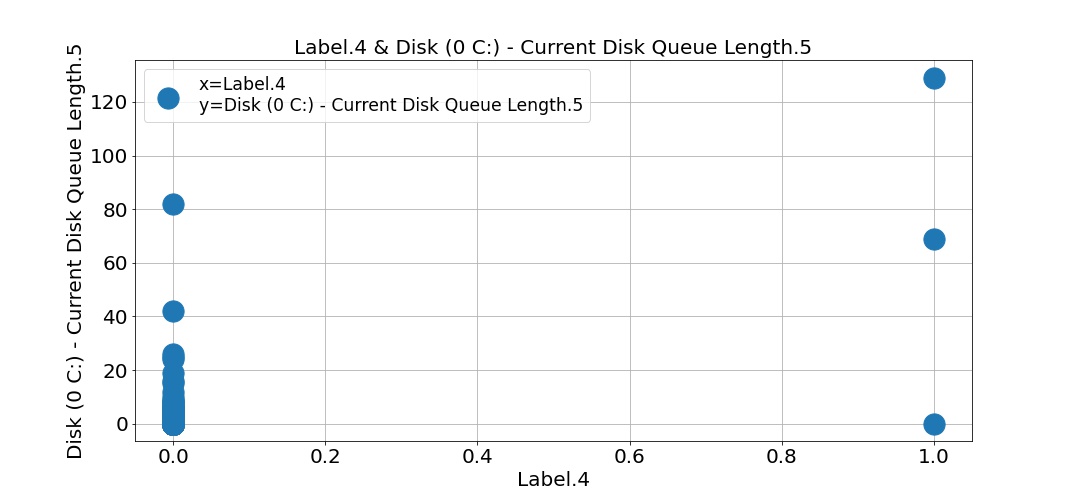 Label.4 & Disk (0 C:) - Current Disk Queue Length.5
x=Label.4
y=Disk (0 C:) - Current Disk Queue Length.5
Disk (0 C:) - Current Disk Queue Length.5
120
100
80
60
40
20
0
0.0 0.2 0.4 0.6 0.8 1.0
Label.4